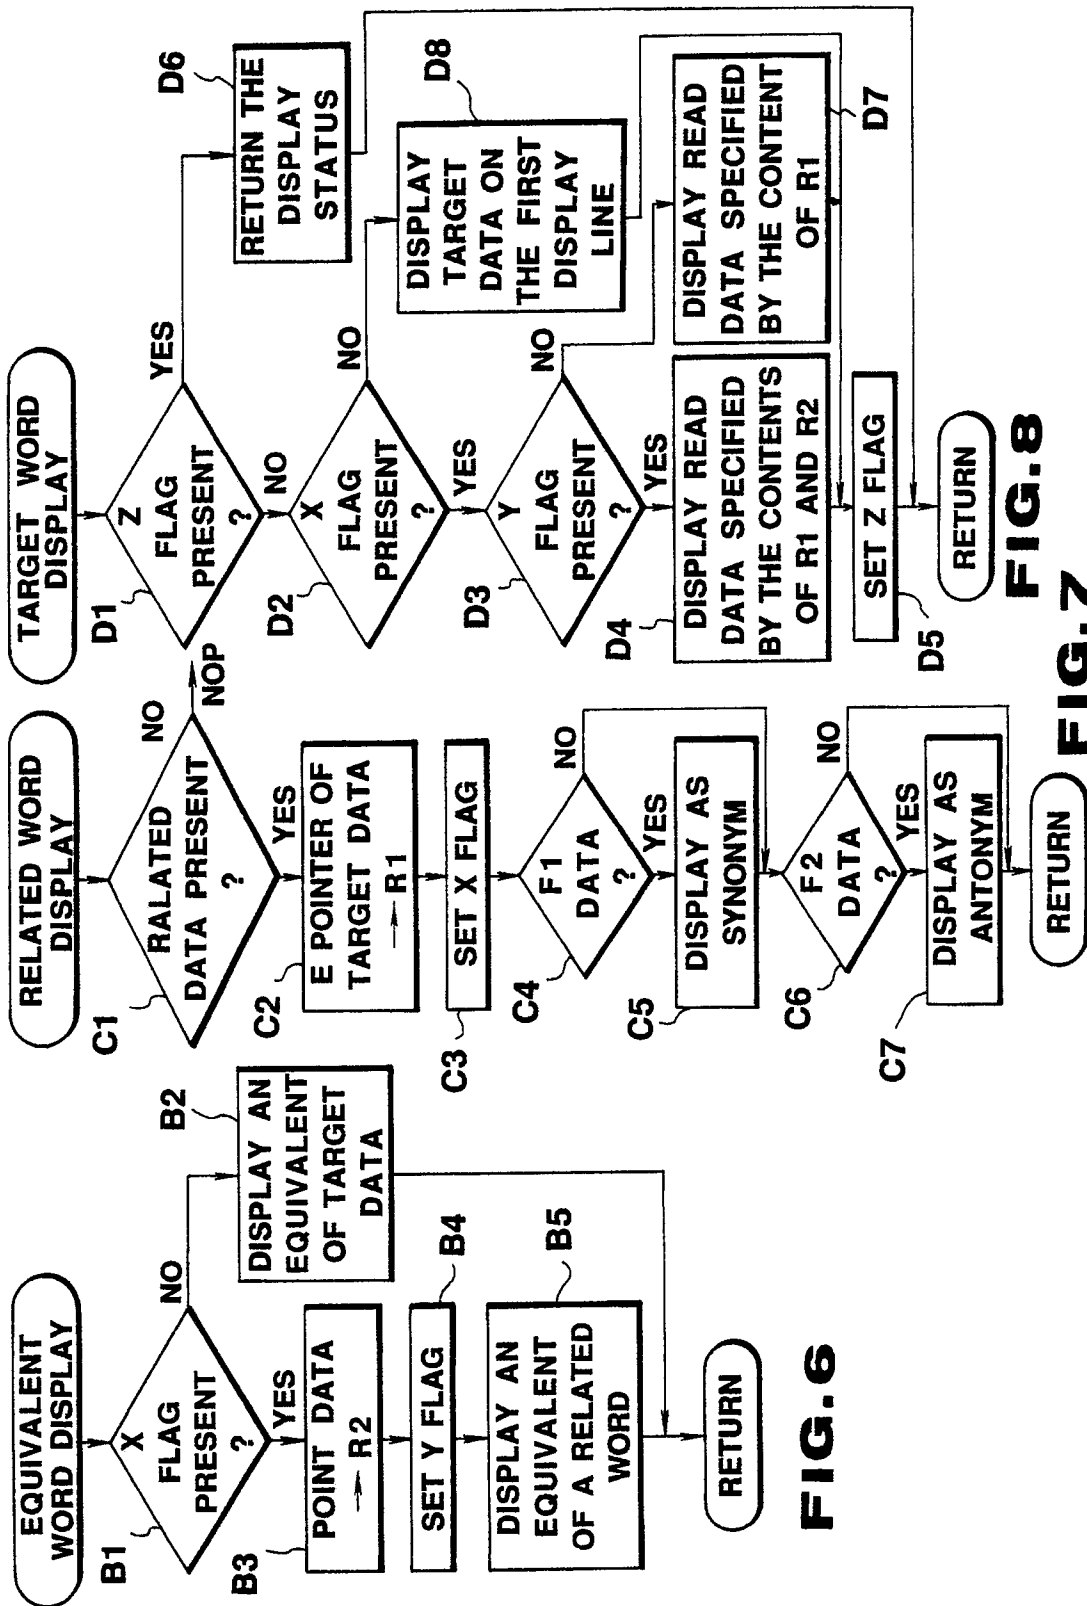 EQUIVALENT
WORD DISPLAY
B1
X
FLAG
PRESENT
?
NO
YES
B2
DISPLAY AN
EQUIVALENT
OF TARGET
DATA
B3
POINT DATA
→ R2
B4
SET Y FLAG
B5
DISPLAY AN
EQUIVALENT
OF A RELATED
WORD
RETURN
FIG.6
RELATED WORD
DISPLAY
C1
RALATED
DATA PRESENT
?
NO
NOP
YES
C2
E POINTER OF
TARGET DATA
→ R1
C3
SET X FLAG
C4
F1
DATA
?
NO
YES
C5
DISPLAY AS
SYNONYM
C6
F2
DATA
?
NO
YES
C7
DISPLAY AS
ANTONYM
RETURN
FIG.7
TARGET WORD
DISPLAY
D1
Z
FLAG
PRESENT
?
YES
NO
D6
RETURN THE
DISPLAY
STATUS
D2
X
FLAG
PRESENT
?
NO
YES
D8
DISPLAY
TARGET
DATA ON
THE FIRST
DISPLAY
LINE
D3
Y
FLAG
PRESENT
?
NO
YES
D4
DISPLAY READ
DATA SPECIFIED
BY THE CONTENTS
OF R1 AND R2
DISPLAY READ
DATA SPECIFIED
BY THE CONTENT
OF R1
D7
SET Z FLAG
D5
RETURN
FIG.8